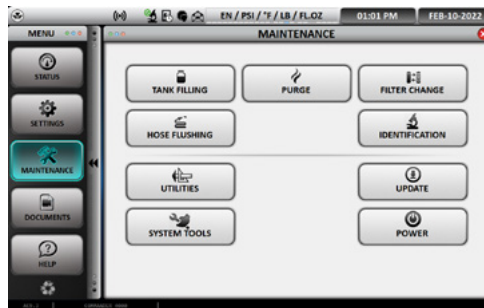 EN / PSI / °F / LB / FL.OZ 01:01 PM FEB-10-2022
MENU MAINTENANCE
STATUS
SETTINGS
MAINTENANCE
DOCUMENTS
HELP
TANK FILLING PURGE FILTER CHANGE
HOSE FLUSHING IDENTIFICATION
UTILITIES UPDATE
SYSTEM TOOLS POWER